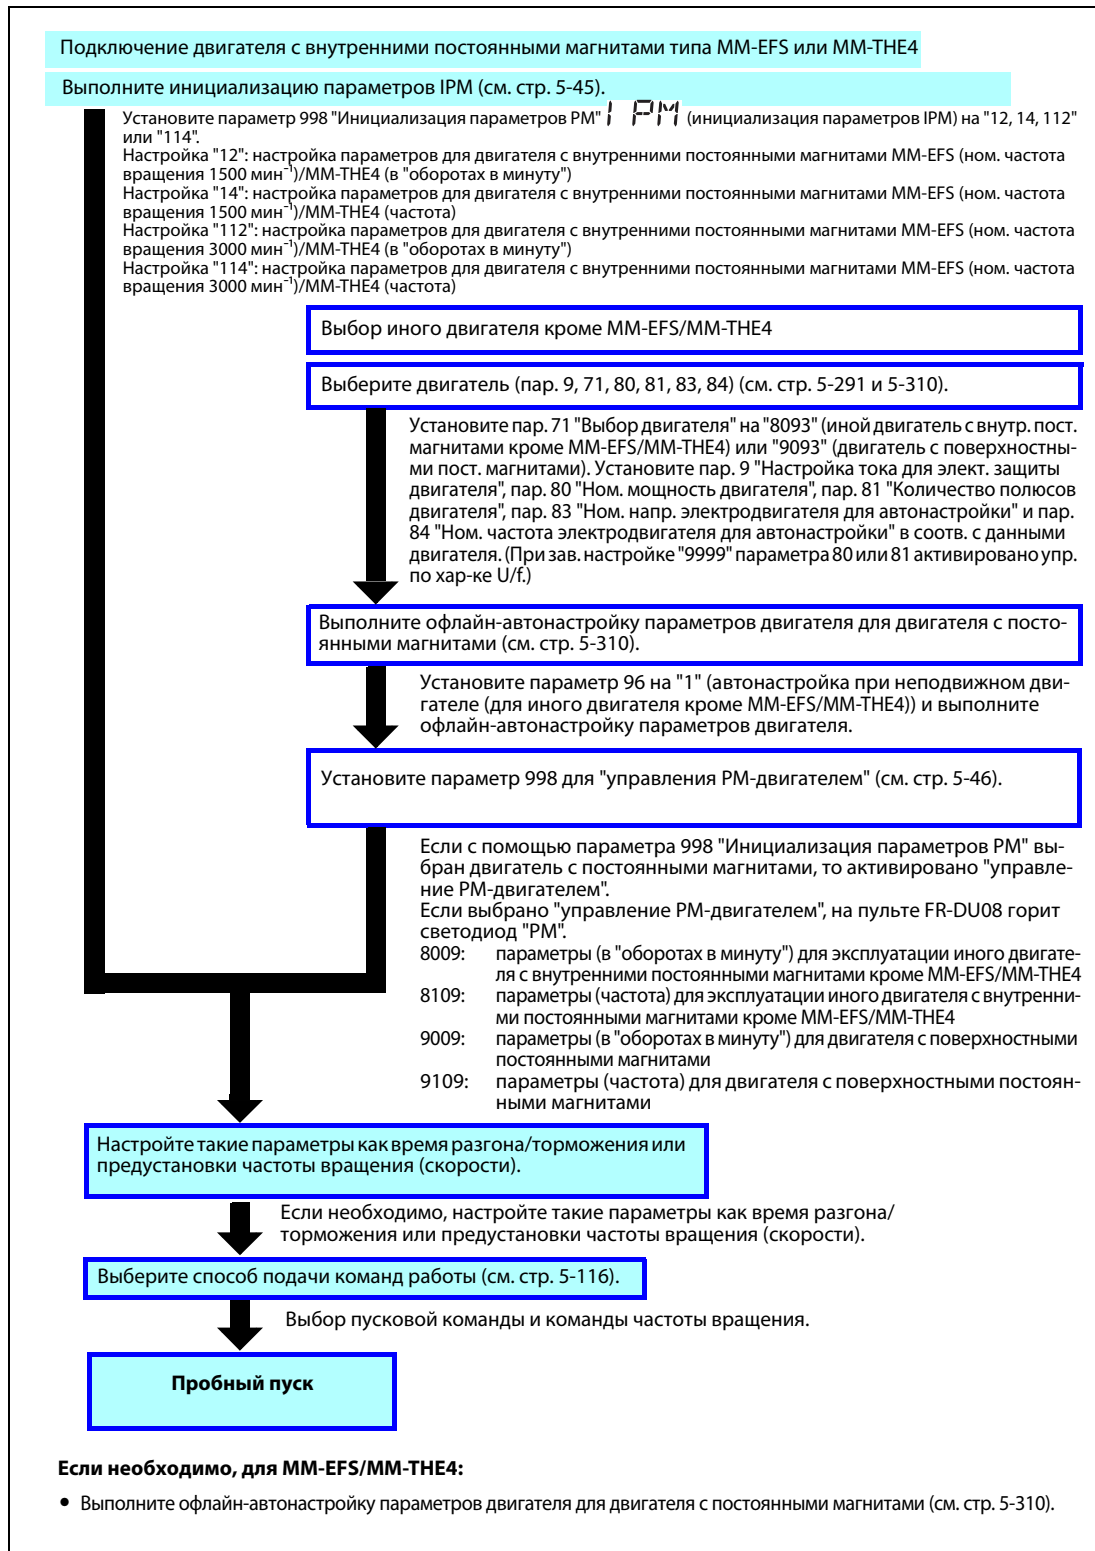 Подключение двигателя с внутренними постоянными магнитами типа MM-EFS или MM-THE4
Выполните инициализацию параметров IPM (см. стр. 5-45).
Установите параметр 998 "Инициализация параметров PM" IPM (инициализация параметров IPM) на "12, 14, 112"
или "114".
Настройка "12": настройка параметров для двигателя с внутренними постоянными магнитами MM-EFS (ном. частота
вращения 1500 мин⁻¹)/MM-THE4 (в "оборотах в минуту")
Настройка "14": настройка параметров для двигателя с внутренними постоянными магнитами MM-EFS (ном. частота
вращения 1500 мин⁻¹)/MM-THE4 (частота)
Настройка "112": настройка параметров для двигателя с внутренними постоянными магнитами MM-EFS (ном. частота
вращения 3000 мин⁻¹)/MM-THE4 (в "оборотах в минуту")
Настройка "114": настройка параметров для двигателя с внутренними постоянными магнитами MM-EFS (ном. частота
вращения 3000 мин⁻¹)/MM-THE4 (частота)
Выбор иного двигателя кроме MM-EFS/MM-THE4
Выберите двигатель (пар. 9, 71, 80, 81, 83, 84) (см. стр. 5-291 и 5-310).
Установите пар. 71 "Выбор двигателя" на "8093" (иной двигатель с внутр. пост.
магнитами кроме MM-EFS/MM-THE4) или "9093" (двигатель с поверхностны-
ми пост. магнитами). Установите пар. 9 "Настройка тока для элект. защиты
двигателя", пар. 80 "Ном. мощность двигателя", пар. 81 "Количество полюсов
двигателя", пар. 83 "Ном. напр. электродвигателя для автонастройки" и пар.
84 "Ном. частота электродвигателя для автонастройки" в соотв. с данными
двигателя. (При зав. настройке "9999" параметра 80 или 81 активировано упр.
по хар-ке U/f.)
Выполните офлайн-автонастройку параметров двигателя для двигателя с посто-
янными магнитами (см. стр. 5-310).
Установите параметр 96 на "1" (автонастройка при неподвижном дви-
гателе (для иного двигателя кроме MM-EFS/MM-THE4)) и выполните
офлайн-автонастройку параметров двигателя.
Установите параметр 998 для "управления PM-двигателем" (см. стр. 5-46).
Если с помощью параметра 998 "Инициализация параметров PM" вы-
бран двигатель с постоянными магнитами, то активировано "управле-
ние PM-двигателем".
Если выбрано "управление PM-двигателем", на пульте FR-DU08 горит
светодиод "PM".
8009: параметры (в "оборотах в минуту") для эксплуатации иного двигате-
ля с внутренними постоянными магнитами кроме MM-EFS/MM-THE4
8109: параметры (частота) для эксплуатации иного двигателя с внутренни-
ми постоянными магнитами кроме MM-EFS/MM-THE4
9009: параметры (в "оборотах в минуту") для двигателя с поверхностными
постоянными магнитами
9109: параметры (частота) для двигателя с поверхностными постоян-
ными магнитами
Настройте такие параметры как время разгона/торможения или
предустановки частоты вращения (скорости).
Если необходимо, настройте такие параметры как время разгона/
торможения или предустановки частоты вращения (скорости).
Выберите способ подачи команд работы (см. стр. 5-116).
Выбор пусковой команды и команды частоты вращения.
Пробный пуск
Если необходимо, для MM-EFS/MM-THE4:
• Выполните офлайн-автонастройку параметров двигателя для двигателя с постоянными магнитами (см. стр. 5-310).